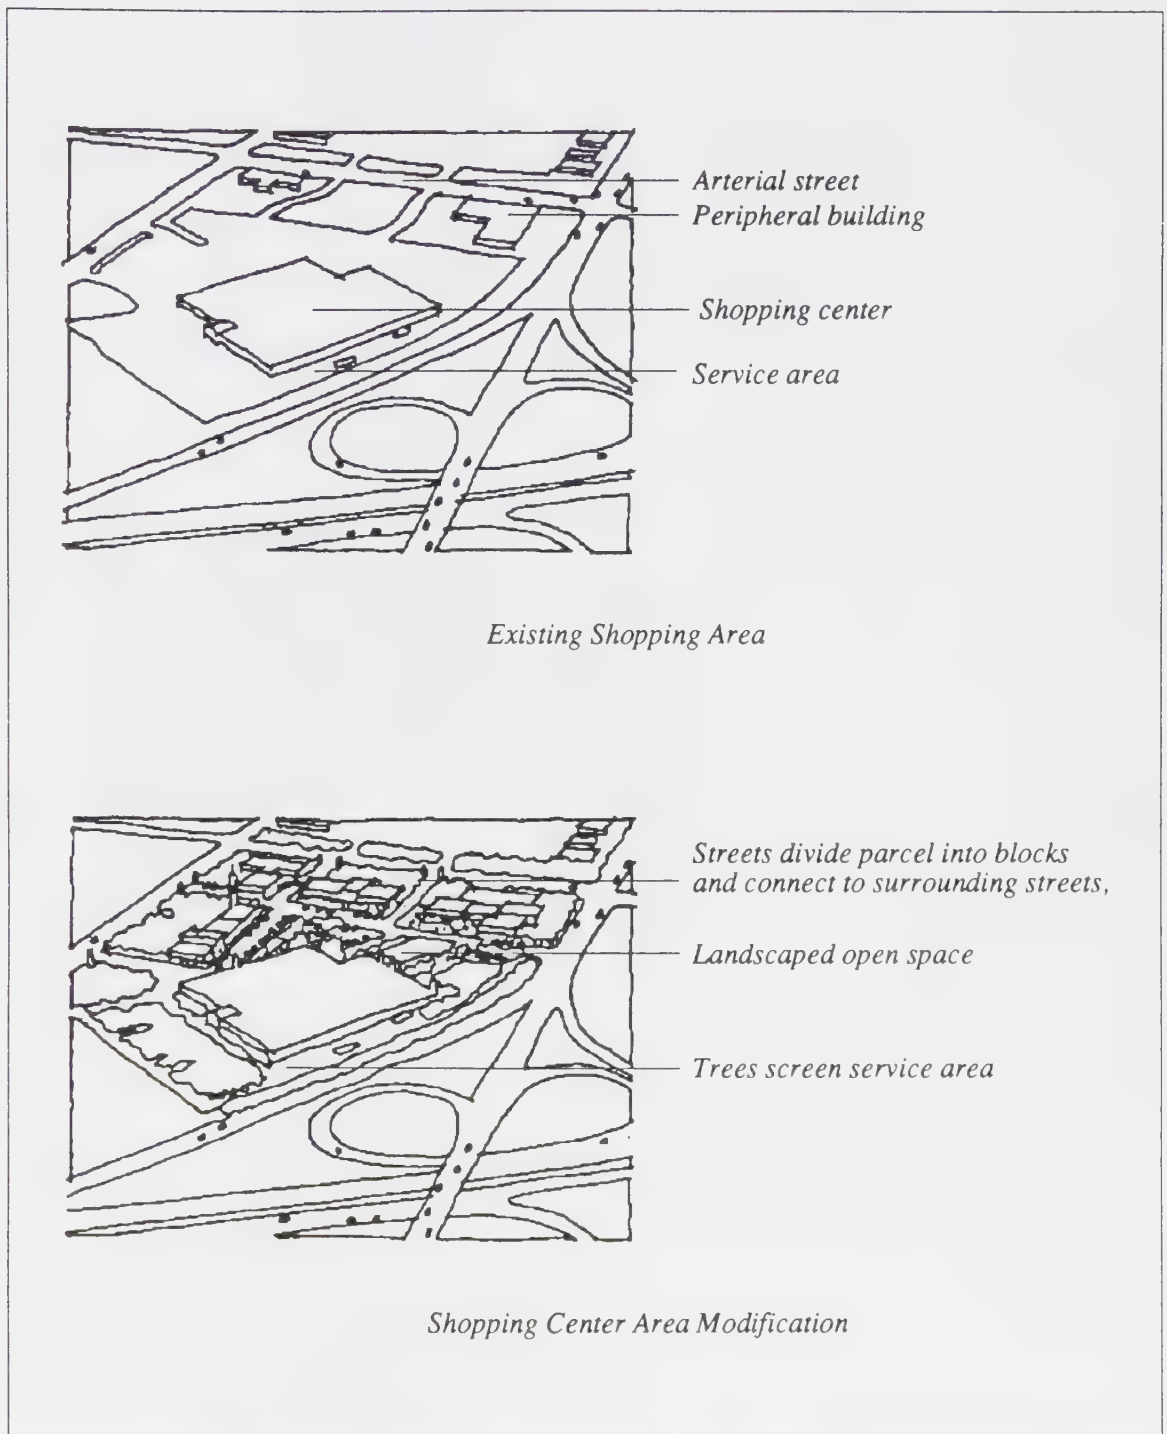 Arterial street
Peripheral building
Shopping center
Service area
Existing Shopping Area
Streets divide parcel into blocks
and connect to surrounding streets,
Landscaped open space
Trees screen service area
Shopping Center Area Modification